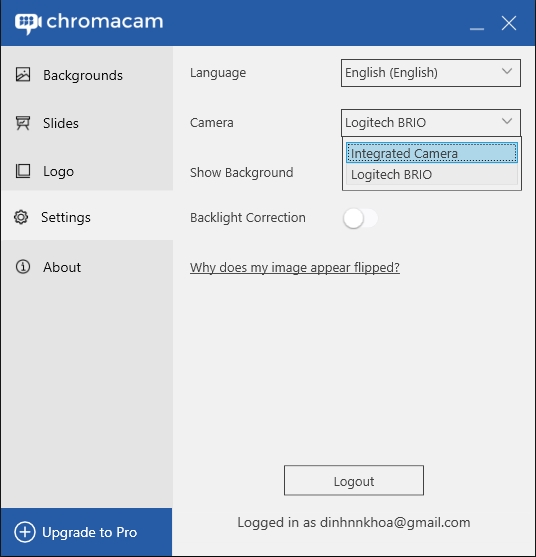 chromacam
Backgrounds
Slides
Logo
Settings
About
Upgrade to Pro
Language
English (English)
Camera
Logitech BRIO
Integrated Camera
Logitech BRIO
Show Background
Backlight Correction
Why does my image appear flipped?
Logout
Logged in as dinhnnkhoa@gmail.com